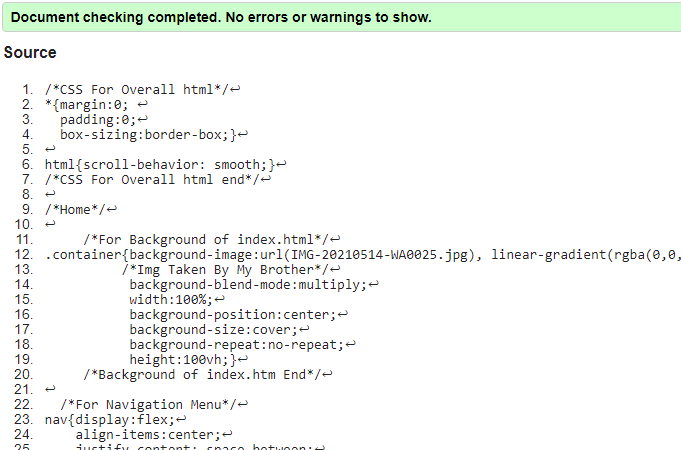 Document checking completed. No errors or warnings to show.
Source
1. /*CSS For Overall html*/↩
2. *{margin:0; ↩
3.   padding:0;↩
4.   box-sizing:border-box;}↩
5. ↩
6. html{scroll-behavior: smooth;}↩
7. /*CSS For Overall html end*/↩
8. ↩
9. /*Home*/↩
10. ↩
11.      /*For Background of index.html*/↩
12. .container{background-image:url(IMG-20210514-WA0025.jpg), linear-gradient(rgba(0,0,
13.           /*Img Taken By My Brother*/↩
14.            background-blend-mode:multiply;↩
15.            width:100%;↩
16.            background-position:center;↩
17.            background-size:cover;↩
18.            background-repeat:no-repeat;↩
19.            height:100vh;}↩
20.      /*Background of index.htm End*/↩
21. ↩
22.   /*For Navigation Menu*/↩
23. nav{display:flex;↩
24.     align-items:center;↩
25.     justify-content: space-between;↩